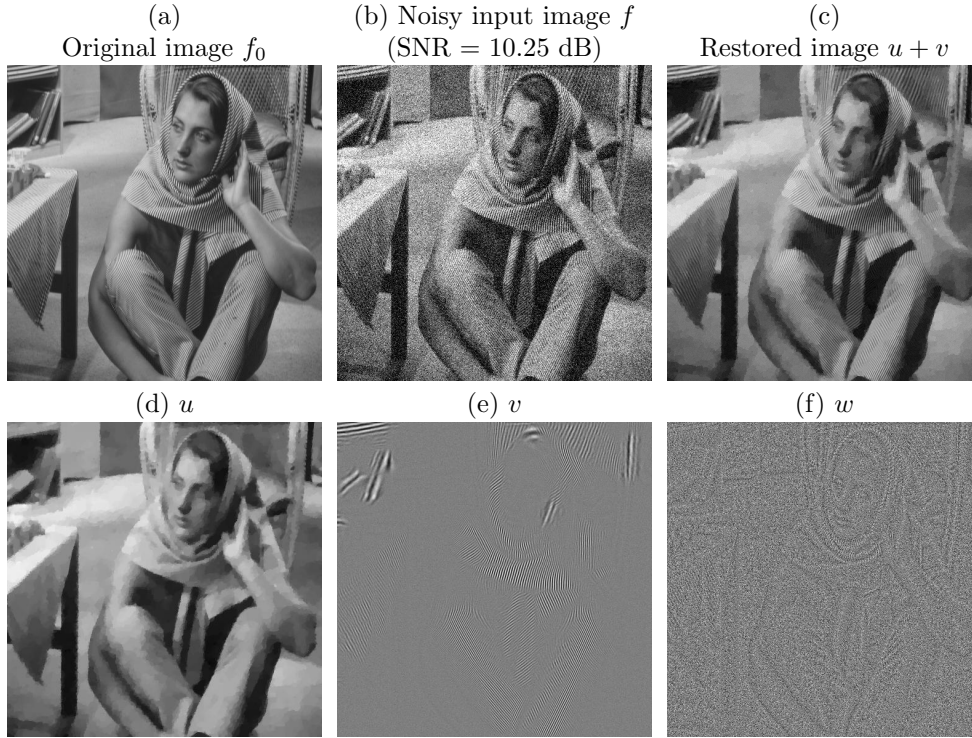 (a)
Original image f₀
(b) Noisy input image f
(SNR = 10.25 dB)
(c)
Restored image u + v
(d) u
(e) v
(f) w